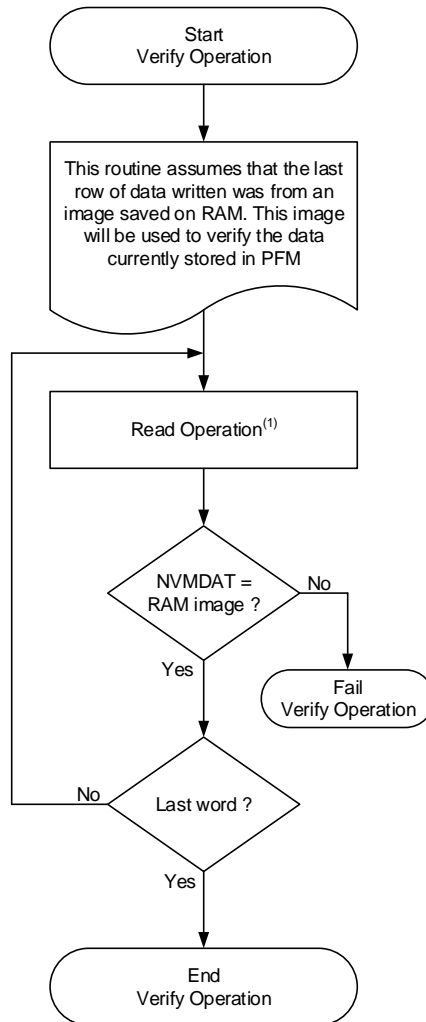 Start
Verify Operation
This routine assumes that the last
row of data written was from an
image saved on RAM. This image
will be used to verify the data
currently stored in PFM
Read Operation(1)
NVMDAT =
RAM image ?
No
Yes
Fail
Verify Operation
No
Last word ?
Yes
End
Verify Operation